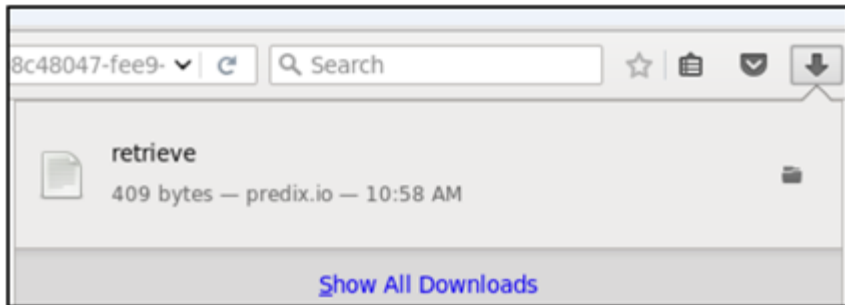 8c48047-fee9- Search
retrieve
409 bytes — predix.io — 10:58 AM
Show All Downloads